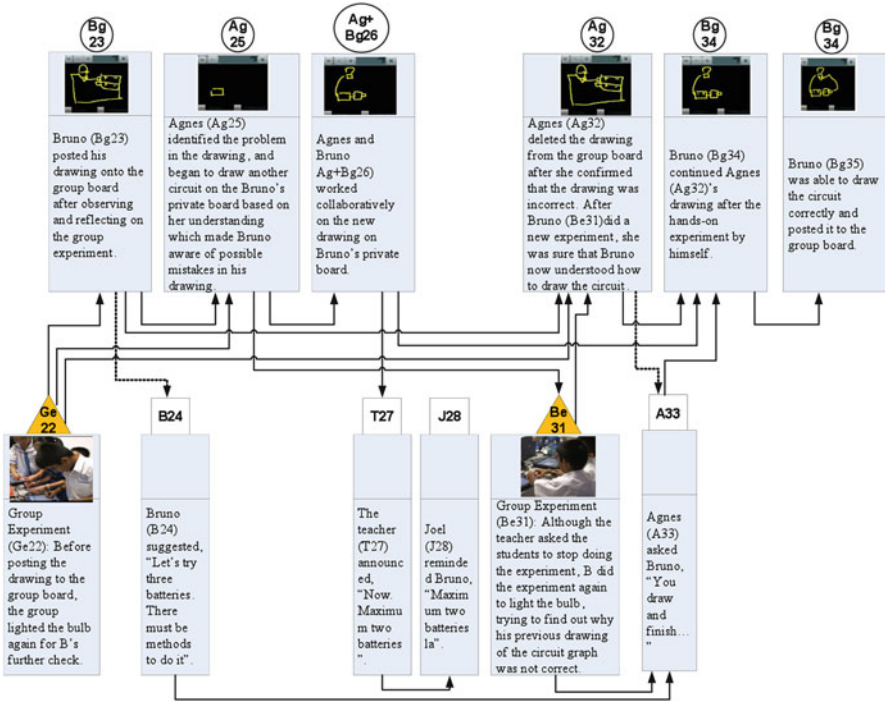 Bg
23
Ag
25
Ag+
Bg26
Ag
32
Bg
34
Bg
34
Bruno (Bg23)
posted his
drawing onto the
group board
after observing
and reflecting on
the group
experiment.
Agnes (Ag25)
identified the problem
in the drawing, and
began to draw another
circuit on the Bruno's
private board based on
her understanding
which made Bruno
aware of possible
mistakes in his
drawing.
Agnes and
Bruno
Ag+Bg26)
worked
collaboratively
on the new
drawing on
Bruno's private
board.
Agnes (Ag32)
deleted the drawing
from the group board
after she confirmed
that the drawing was
incorrect. After
Bruno (Be31)did a
new experiment, she
was sure that Bruno
now understood how
to draw the circuit.
Bruno (Bg34)
continued Agnes
(Ag32)'s
drawing after the
hands-on
experiment by
himself.
Bruno (Bg35)
was able to draw
the circuit
correctly and
posted it to the
group board.
Ge
22
B24
T27
J28
Be
31
A33
Group
Experiment
(Ge22): Before
posting the
drawing to the
group board,
the group
lighted the bulb
again for B's
further check.
Bruno
(B24)
suggested,
"Let's try
three
batteries.
There
must be
methods
to do it".
The
teacher
(T27)
announc
ed,
"Now.
Maximu
m two
batteries
".
Joel
(J28)
reminde
d Bruno,
"Maxim
um two
batteries
la".
Group Experiment
(Be31): Although the
teacher asked the
students to stop doing
the experiment, B did
the experiment again
to light the bulb,
trying to find out why
his previous drawing
of the circuit graph
was not correct.
Agnes
(A33)
asked
Bruno,
"You
draw
and
finish…
"